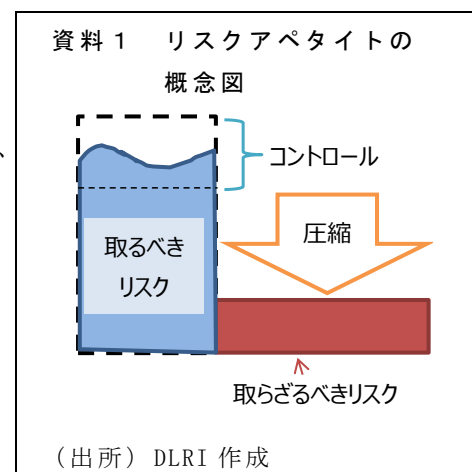 資料１　リスクアペタイトの
概念図
コントロール
圧縮
取るべき
リスク
取らざるべきリスク
（出所）DLRI 作成